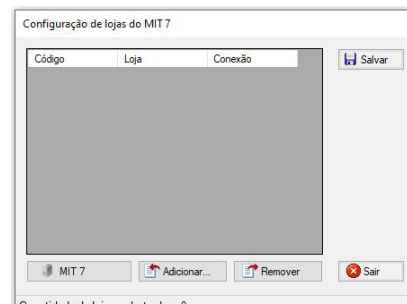 Configuração de lojas do MIT 7
Código Loja Conexão
Salvar
MIT 7 Adicionar... Remover Sair